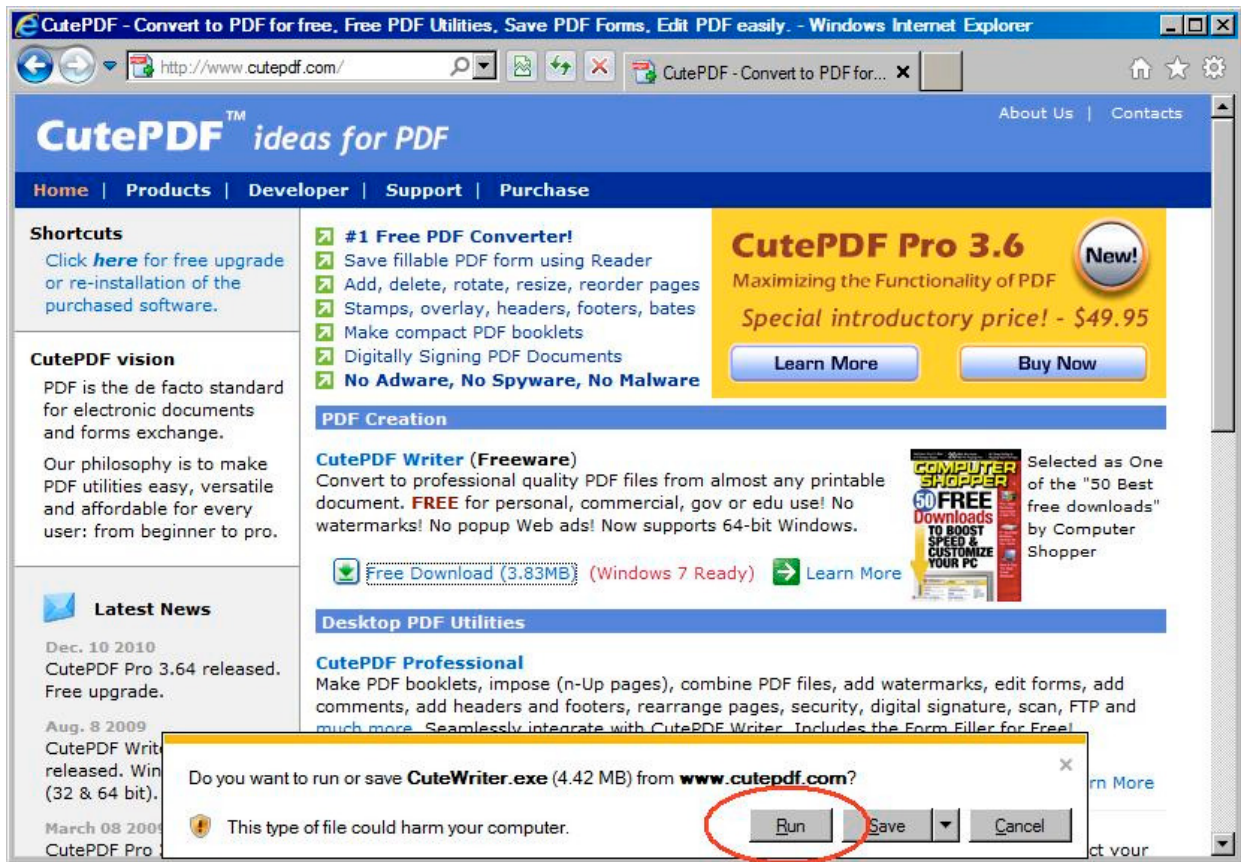 CutePDF - Convert to PDF for free, Free PDF Utilities, Save PDF Forms, Edit PDF easily. - Windows Internet Explorer
http://www.cutepdf.com/
CutePDF - Convert to PDF for...
About Us | Contacts
CutePDF™ ideas for PDF
Home | Products | Developer | Support | Purchase
Shortcuts
Click here for free upgrade
or re-installation of the
purchased software.
CutePDF vision
PDF is the de facto standard
for electronic documents
and forms exchange.
Our philosophy is to make
PDF utilities easy, versatile
and affordable for every
user: from beginner to pro.
Latest News
Dec. 10 2010
CutePDF Pro 3.64 released.
Free upgrade.
Aug. 8 2009
CutePDF Write
released. Win
(32 & 64 bit).
March 08 2009
CutePDF Pro
#1 Free PDF Converter!
Save fillable PDF form using Reader
Add, delete, rotate, resize, reorder pages
Stamps, overlay, headers, footers, bates
Make compact PDF booklets
Digitally Signing PDF Documents
No Adware, No Spyware, No Malware
CutePDF Pro 3.6
New!
Maximizing the Functionality of PDF
Special introductory price! - $49.95
Learn More
Buy Now
PDF Creation
CutePDF Writer (Freeware)
Convert to professional quality PDF files from almost any printable
document. FREE for personal, commercial, gov or edu use! No
watermarks! No popup Web ads! Now supports 64-bit Windows.
Free Download (3.83MB) (Windows 7 Ready) Learn More
COMPUTER
SHOPPER
50 FREE
Downloads
TO BOOST
SPEED &
CUSTOMIZE
YOUR PC
Selected as One
of the "50 Best
free downloads"
by Computer
Shopper
Desktop PDF Utilities
CutePDF Professional
Make PDF booklets, impose (n-Up pages), combine PDF files, add watermarks, edit forms, add
comments, add headers and footers, rearrange pages, security, digital signature, scan, FTP and
much more. Seamlessly integrate with CutePDF Writer. Includes the Form Filler for Free!
rn More
ct your
Do you want to run or save CuteWriter.exe (4.42 MB) from www.cutepdf.com?
This type of file could harm your computer.
Run
Save
Cancel